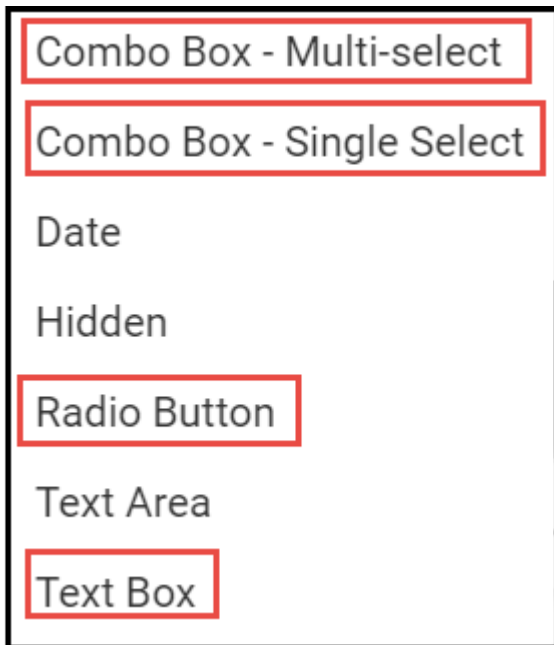 Combo Box - Multi-select
Combo Box - Single Select
Date
Hidden
Radio Button
Text Area
Text Box